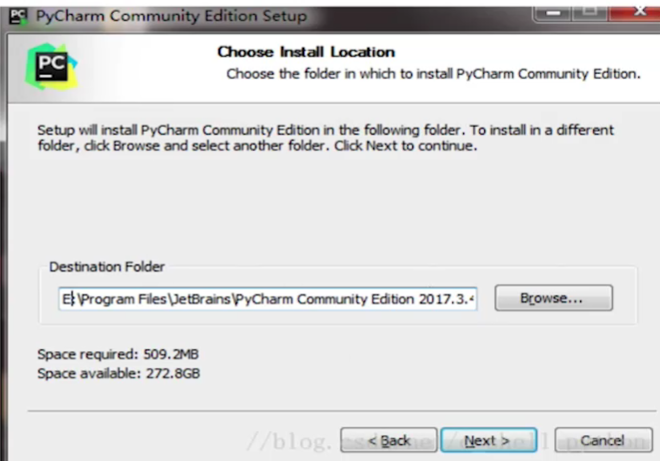 PyCharm Community Edition Setup
PC
Choose Install Location
Choose the folder in which to install PyCharm Community Edition.
Setup will install PyCharm Community Edition in the following folder. To install in a different
folder, click Browse and select another folder. Click Next to continue.
Destination Folder
E:\Program Files\JetBrains\PyCharm Community Edition 2017.3.4
Browse...
Space required: 509.2MB
Space available: 272.8GB
//blog.
< Back
Next >
Cancel